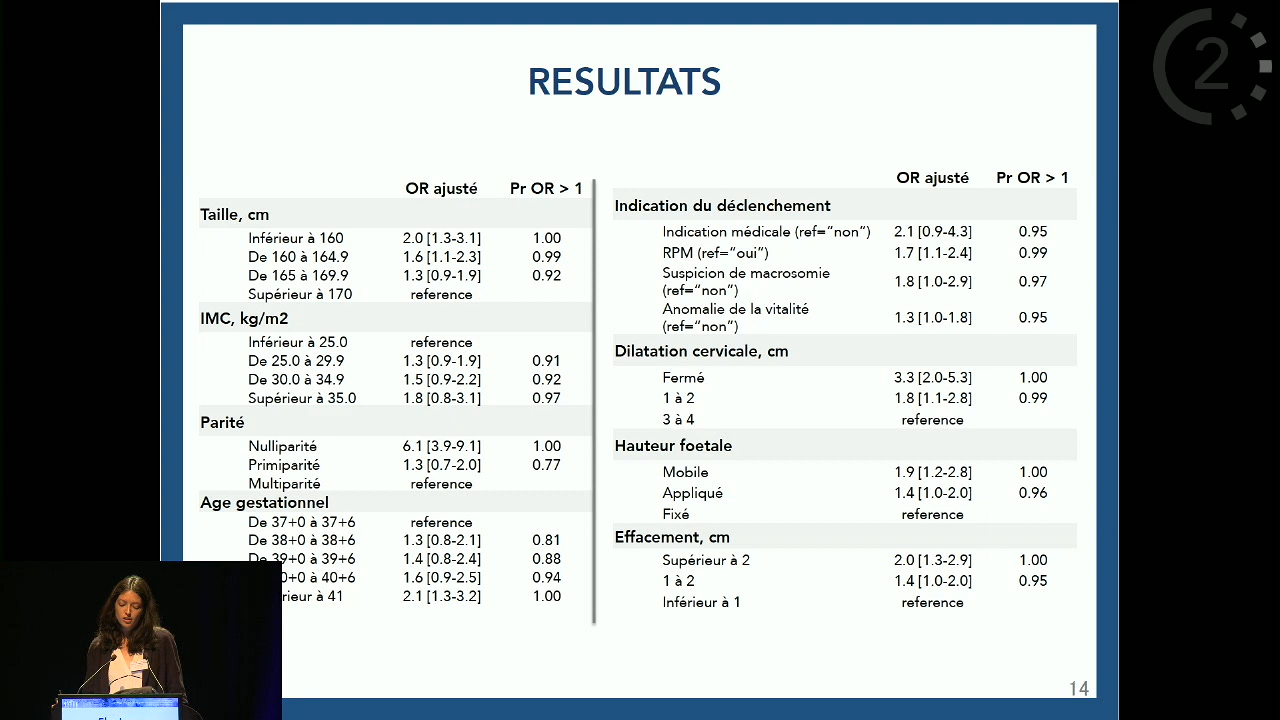 2
RESULTATS
OR ajusté Pr OR > 1
Taille, cm
Inférieur à 160 2.0 [1.3-3.1] 1.00
De 160 à 164.9 1.6 [1.1-2.3] 0.99
De 165 à 169.9 1.3 [0.9-1.9] 0.92
Supérieur à 170 reference
IMC, kg/m2
Inférieur à 25.0 reference
De 25.0 à 29.9 1.3 [0.9-1.9] 0.91
De 30.0 à 34.9 1.5 [0.9-2.2] 0.92
Supérieur à 35.0 1.8 [0.8-3.1] 0.97
Parité
Nulliparité 6.1 [3.9-9.1] 1.00
Primiparité 1.3 [0.7-2.0] 0.77
Multiparité reference
Age gestationnel
De 37+0 à 37+6 reference
De 38+0 à 38+6 1.3 [0.8-2.1] 0.81
De 39+0 à 39+6 1.4 [0.8-2.4] 0.88
0+0 à 40+6 1.6 [0.9-2.5] 0.94
rieur à 41 2.1 [1.3-3.2] 1.00
OR ajusté Pr OR > 1
Indication du déclenchement
Indication médicale (ref=“non”) 2.1 [0.9-4.3] 0.95
RPM (ref=“oui”) 1.7 [1.1-2.4] 0.99
Suspicion de macrosomie
(ref=“non”) 1.8 [1.0-2.9] 0.97
Anomalie de la vitalité
(ref=“non”) 1.3 [1.0-1.8] 0.95
Dilatation cervicale, cm
Fermé 3.3 [2.0-5.3] 1.00
1 à 2 1.8 [1.1-2.8] 0.99
3 à 4 reference
Hauteur foetale
Mobile 1.9 [1.2-2.8] 1.00
Appliqué 1.4 [1.0-2.0] 0.96
Fixé reference
Effacement, cm
Supérieur à 2 2.0 [1.3-2.9] 1.00
1 à 2 1.4 [1.0-2.0] 0.95
Inférieur à 1 reference
14